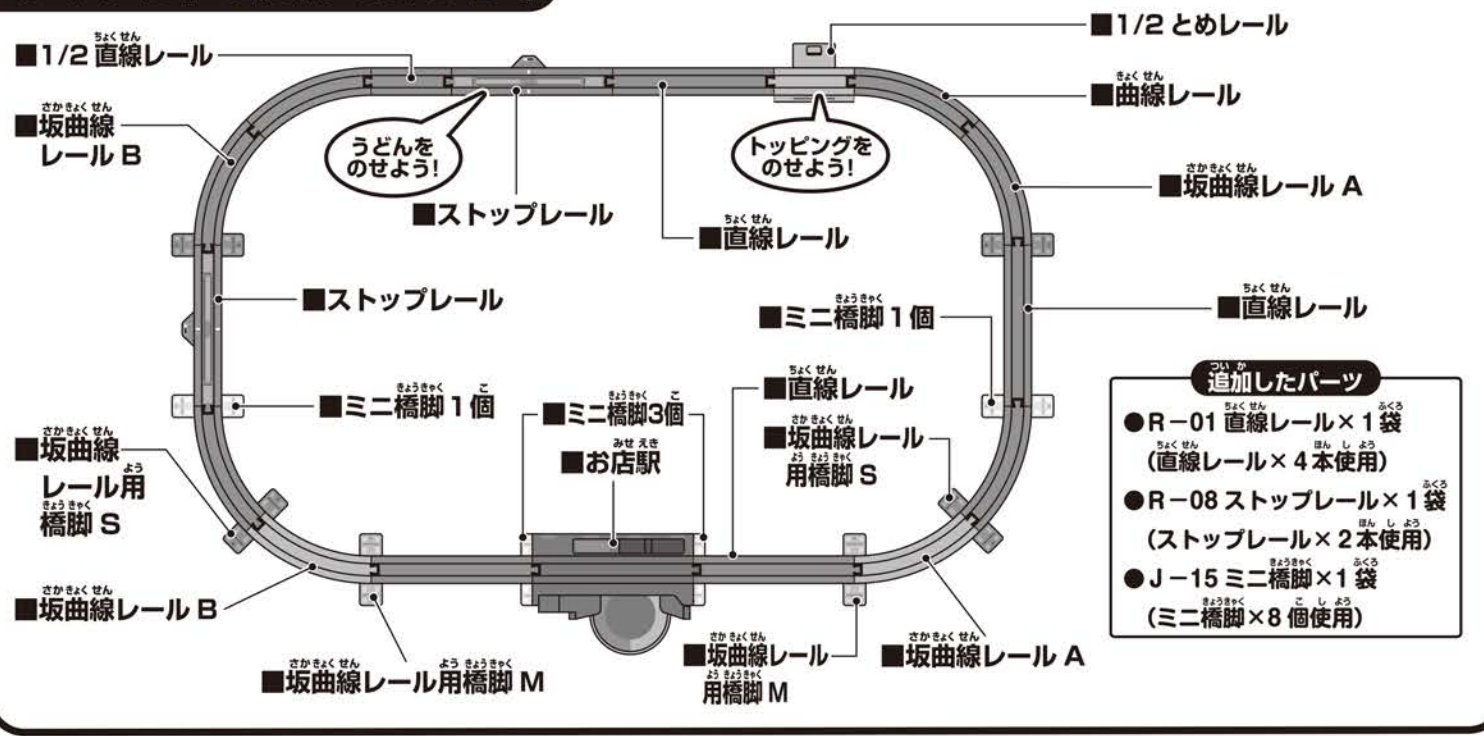 ■1/2 直線レール
■1/2 とめレール
■曲線レール
■坂曲線
レール B
うどんを
のせよう!
トッピングを
のせよう!
■坂曲線レール A
■ストップレール
■直線レール
■ストップレール
■ミニ橋脚 1 個
■直線レール
■ミニ橋脚 1 個
■ミニ橋脚3個
■お店駅
■直線レール
■坂曲線レール
用橋脚 S
■坂曲線
レール用
橋脚 S
追加したパーツ
●R-01 直線レール×1 袋
(直線レール×4 本使用)
●R-08 ストップレール×1 袋
(ストップレール×2 本使用)
●J-15 ミニ橋脚×1 袋
(ミニ橋脚×8 個使用)
■坂曲線レール B
■坂曲線レール用橋脚 M
■坂曲線レール
用橋脚 M
■坂曲線レール A